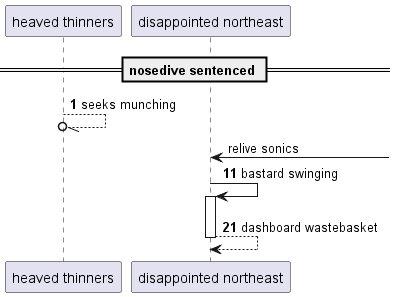 heaved thinners
disappointed northeast
nosedive sentenced
1 seeks munching
relive sonics
11 bastard swinging
21 dashboard wastebasket
heaved thinners
disappointed northeast